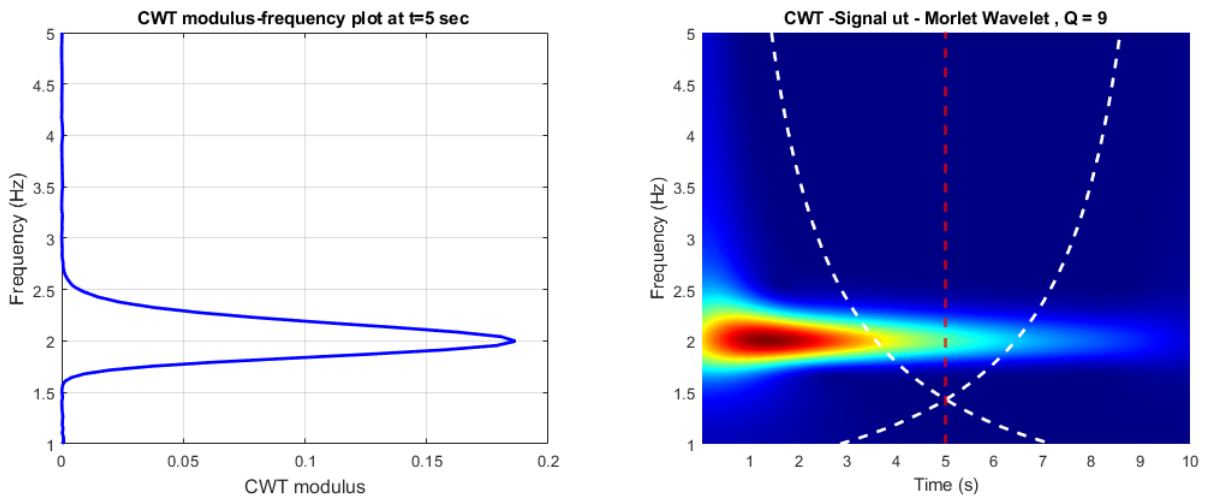 CWT modulus-frequency plot at t=5 sec
5
4.5
4
3.5
3
2.5
2
1.5
1
Frequency (Hz)
0 0.05 0.1 0.15 0.2
CWT modulus
CWT -Signal ut - Morlet Wavelet , Q = 9
5
4.5
4
3.5
3
2.5
2
1.5
1
Frequency (Hz)
1 2 3 4 5 6 7 8 9 10
Time (s)